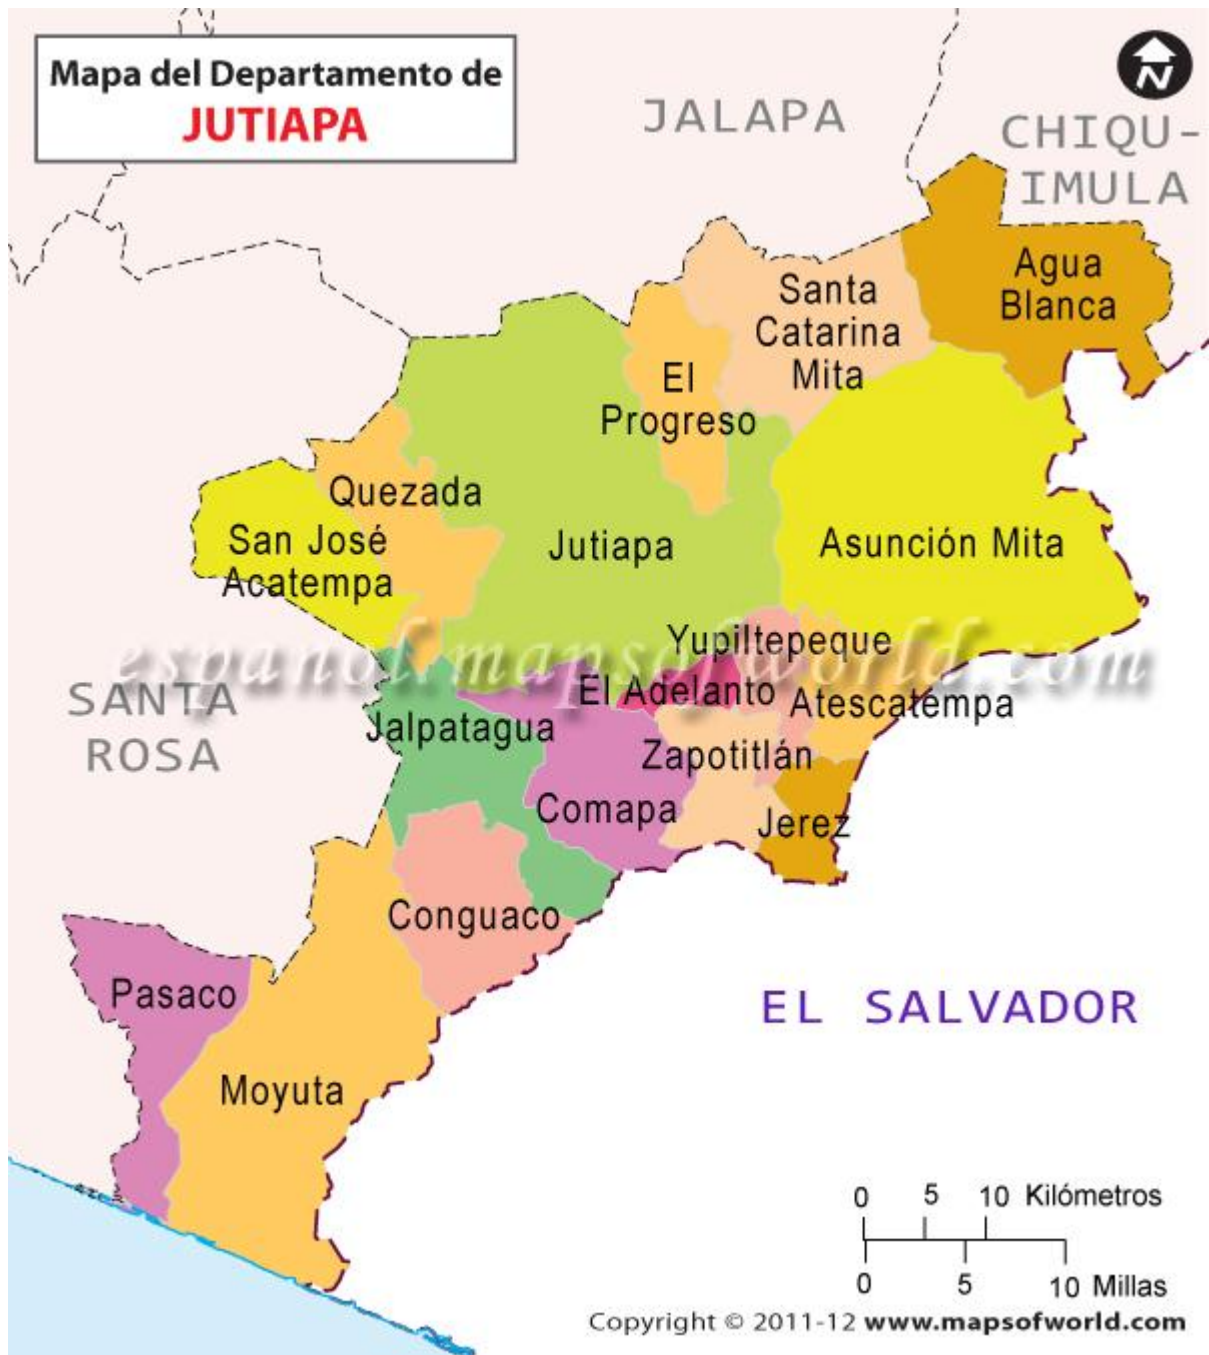 Mapa del Departamento de
JUTIAPA
N
JALAPA
CHIQU-
IMULA
Agua
Blanca
Santa
Catarina
Mita
El
Progreso
Quezada
San José
Acatempa
Jutiapa
Asunción Mita
Yupiltepeque
espanol.mapsofworld.com
El Adelanto
Atescatempa
SANTA
ROSA
Jalpatagua
Zapotitlán
Comapa
Jerez
Conguaco
Pasaco
EL SALVADOR
Moyuta
0 5 10 Kilómetros
0 5 10 Millas
Copyright © 2011-12 www.mapsofworld.com